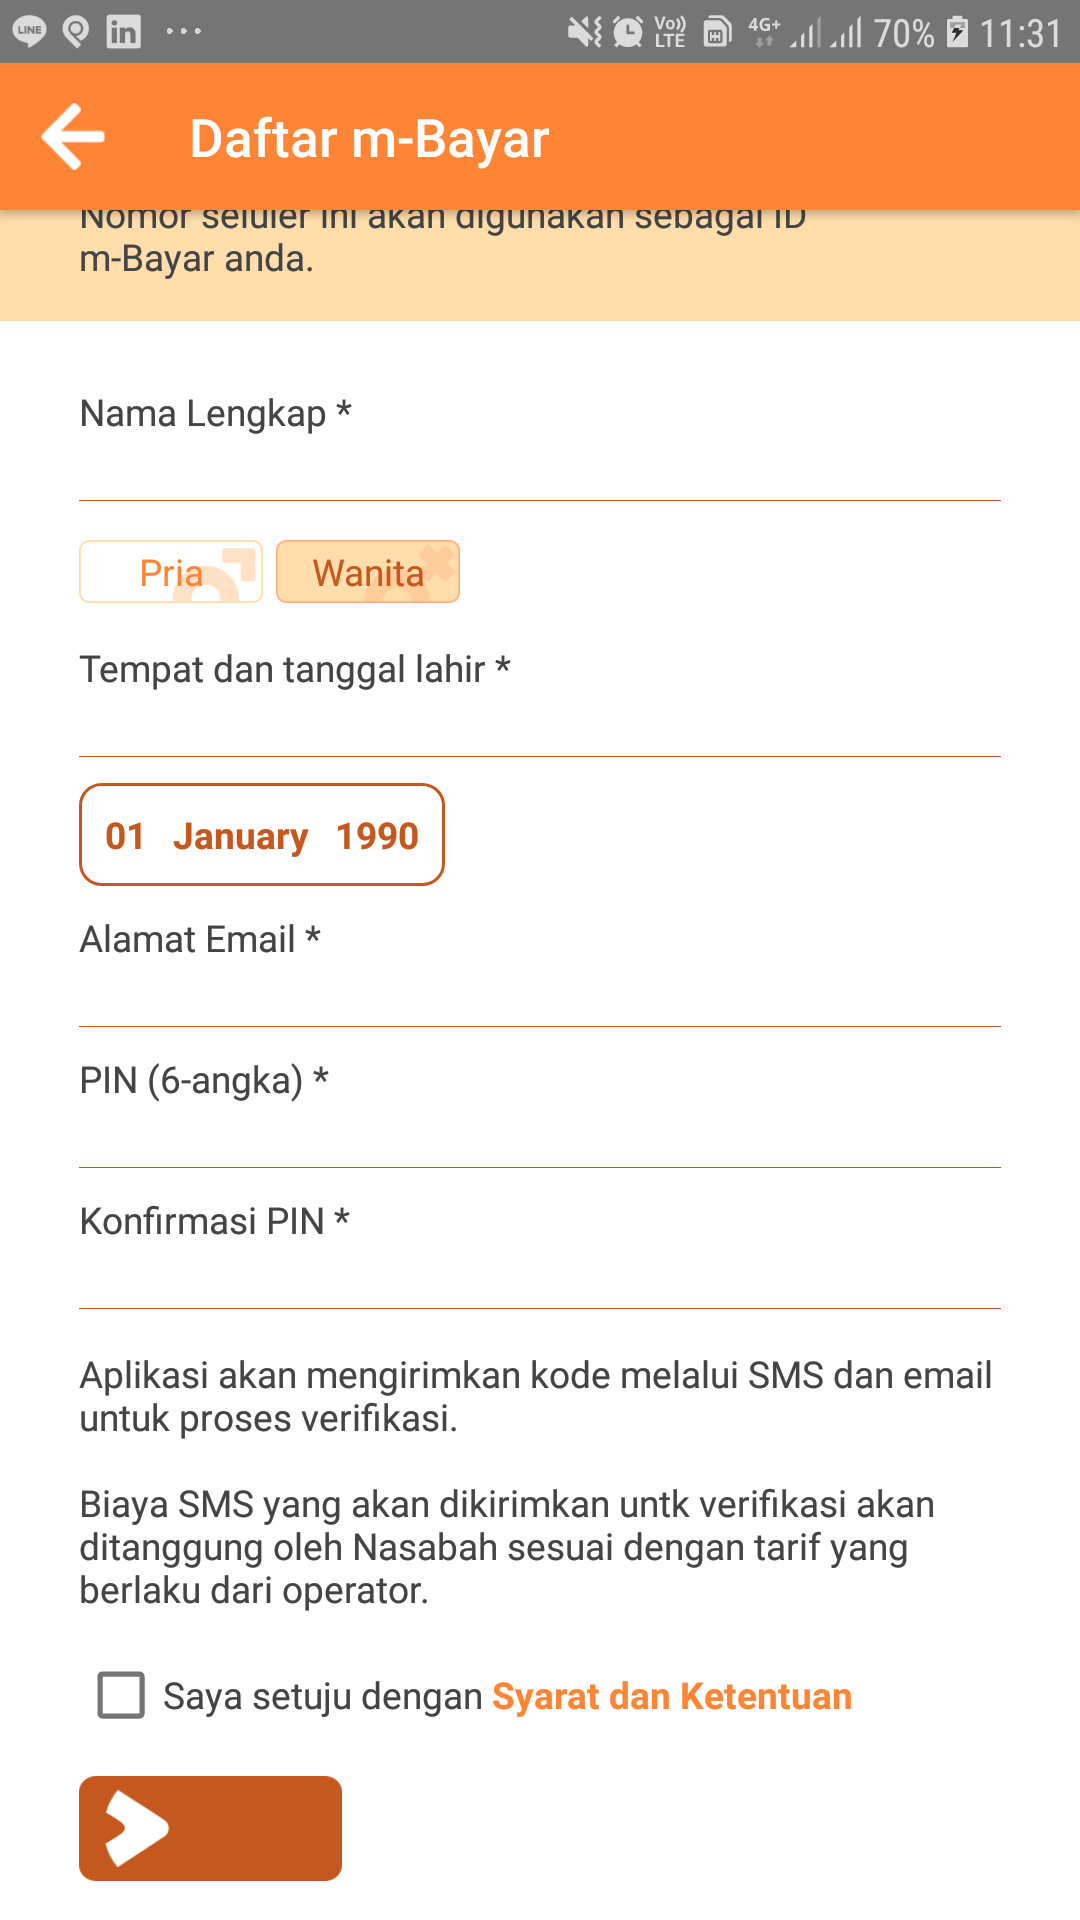 LINE
in
Vo)) LTE
4G+
70%
11:31
Daftar m-Bayar
Nomor seluler ini akan digunakan sebagai ID
m-Bayar anda.
Nama Lengkap *
Pria Wanita
Tempat dan tanggal lahir *
01 January 1990
Alamat Email *
PIN (6-angka) *
Konfirmasi PIN *
Aplikasi akan mengirimkan kode melalui SMS dan email
untuk proses verifikasi.
Biaya SMS yang akan dikirimkan untk verifikasi akan
ditanggung oleh Nasabah sesuai dengan tarif yang
berlaku dari operator.
Saya setuju dengan Syarat dan Ketentuan